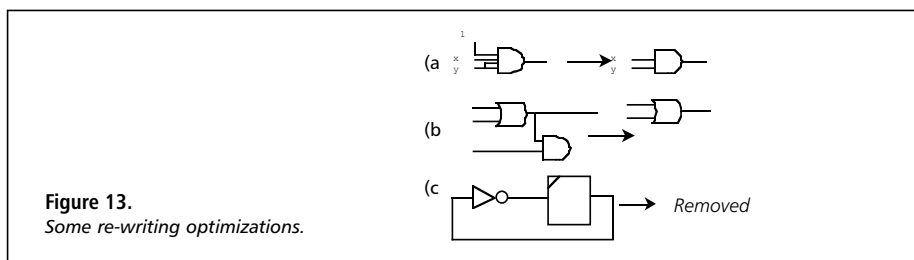 1
(a
x
y
x
y
(b
(c
Removed
Figure 13.
Some re-writing optimizations.